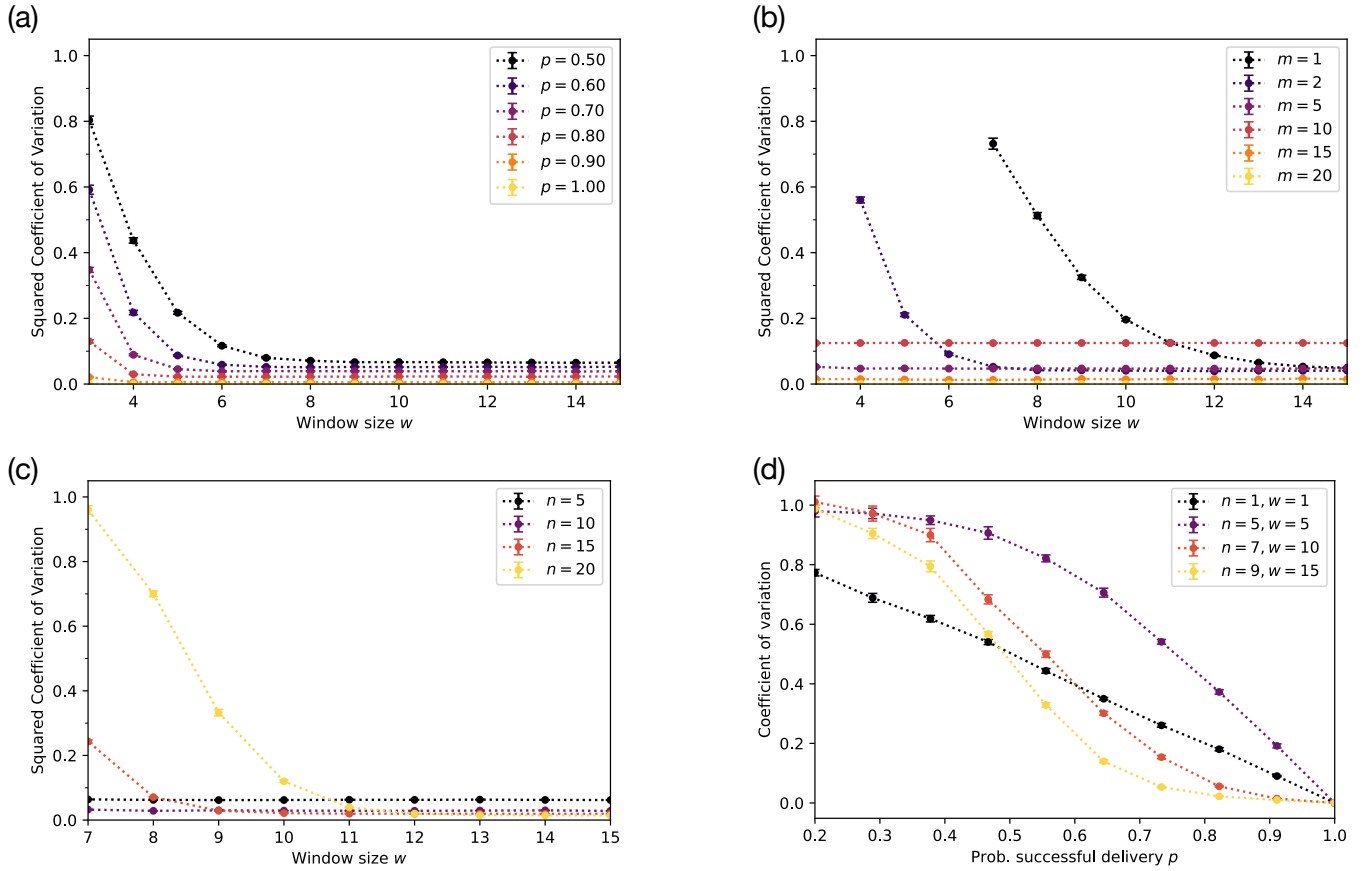 (a)
1.0
0.8
0.6
0.4
0.2
0.0
Squared Coefficient of Variation
4 6 8 10 12 14
Window size w
p = 0.50
p = 0.60
p = 0.70
p = 0.80
p = 0.90
p = 1.00
(b)
1.0
0.8
0.6
0.4
0.2
0.0
Squared Coefficient of Variation
4 6 8 10 12 14
Window size w
m = 1
m = 2
m = 5
m = 10
m = 15
m = 20
(c)
1.0
0.8
0.6
0.4
0.2
0.0
Squared Coefficient of Variation
7 8 9 10 11 12 13 14 15
Window size w
n = 5
n = 10
n = 15
n = 20
(d)
1.0
0.8
0.6
0.4
0.2
0.0
Coefficient of variation
0.2 0.3 0.4 0.5 0.6 0.7 0.8 0.9 1.0
Prob. successful delivery p
n = 1, w = 1
n = 5, w = 5
n = 7, w = 10
n = 9, w = 15